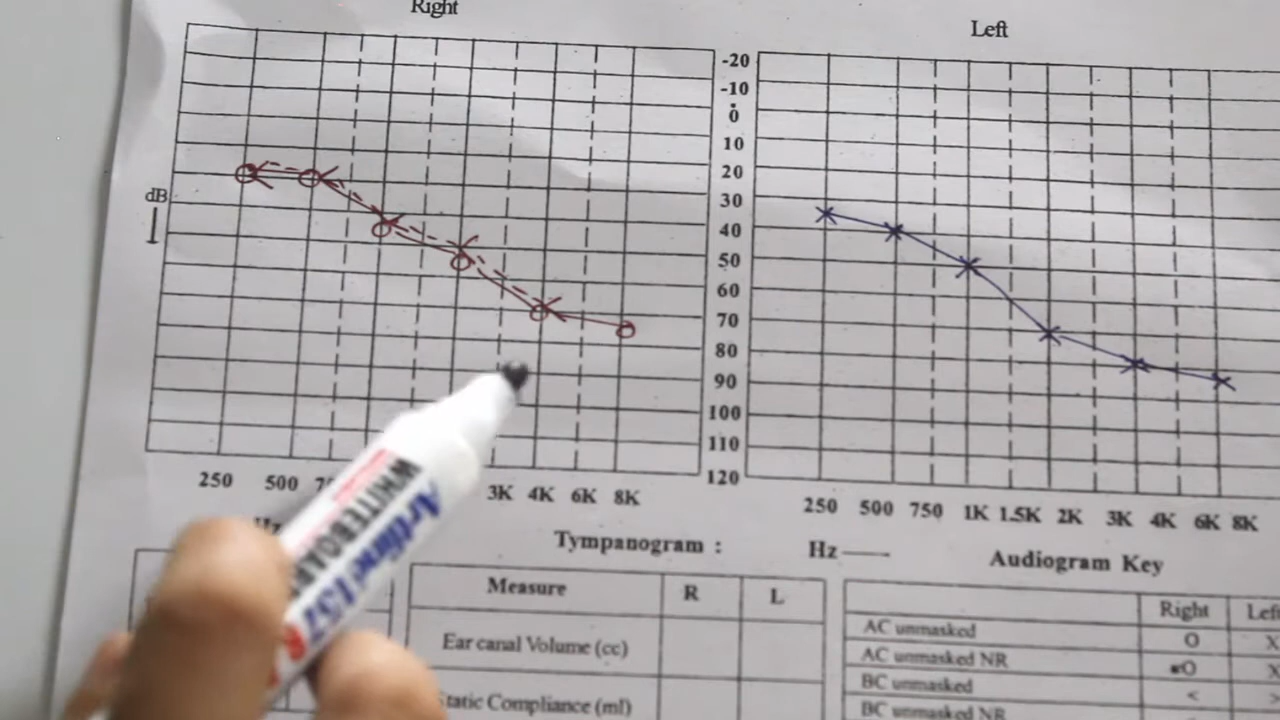 Right
Left
-20
-10
0
10
20
30
40
50
60
70
80
90
100
110
120
dB
250 500 3K 4K 6K 8K
250 500 750 1K 1.5K 2K 3K 4K 6K 8K
Hz
Tympanogram :
Hz
Audiogram Key
Measure R L
Ear canal Volume (cc)
Static Compliance (ml)
Right Left
AC unmasked O X
AC unmasked NR O X
BC unmasked < >
BC unmasked NR
Artline 157
WHITEBOARD